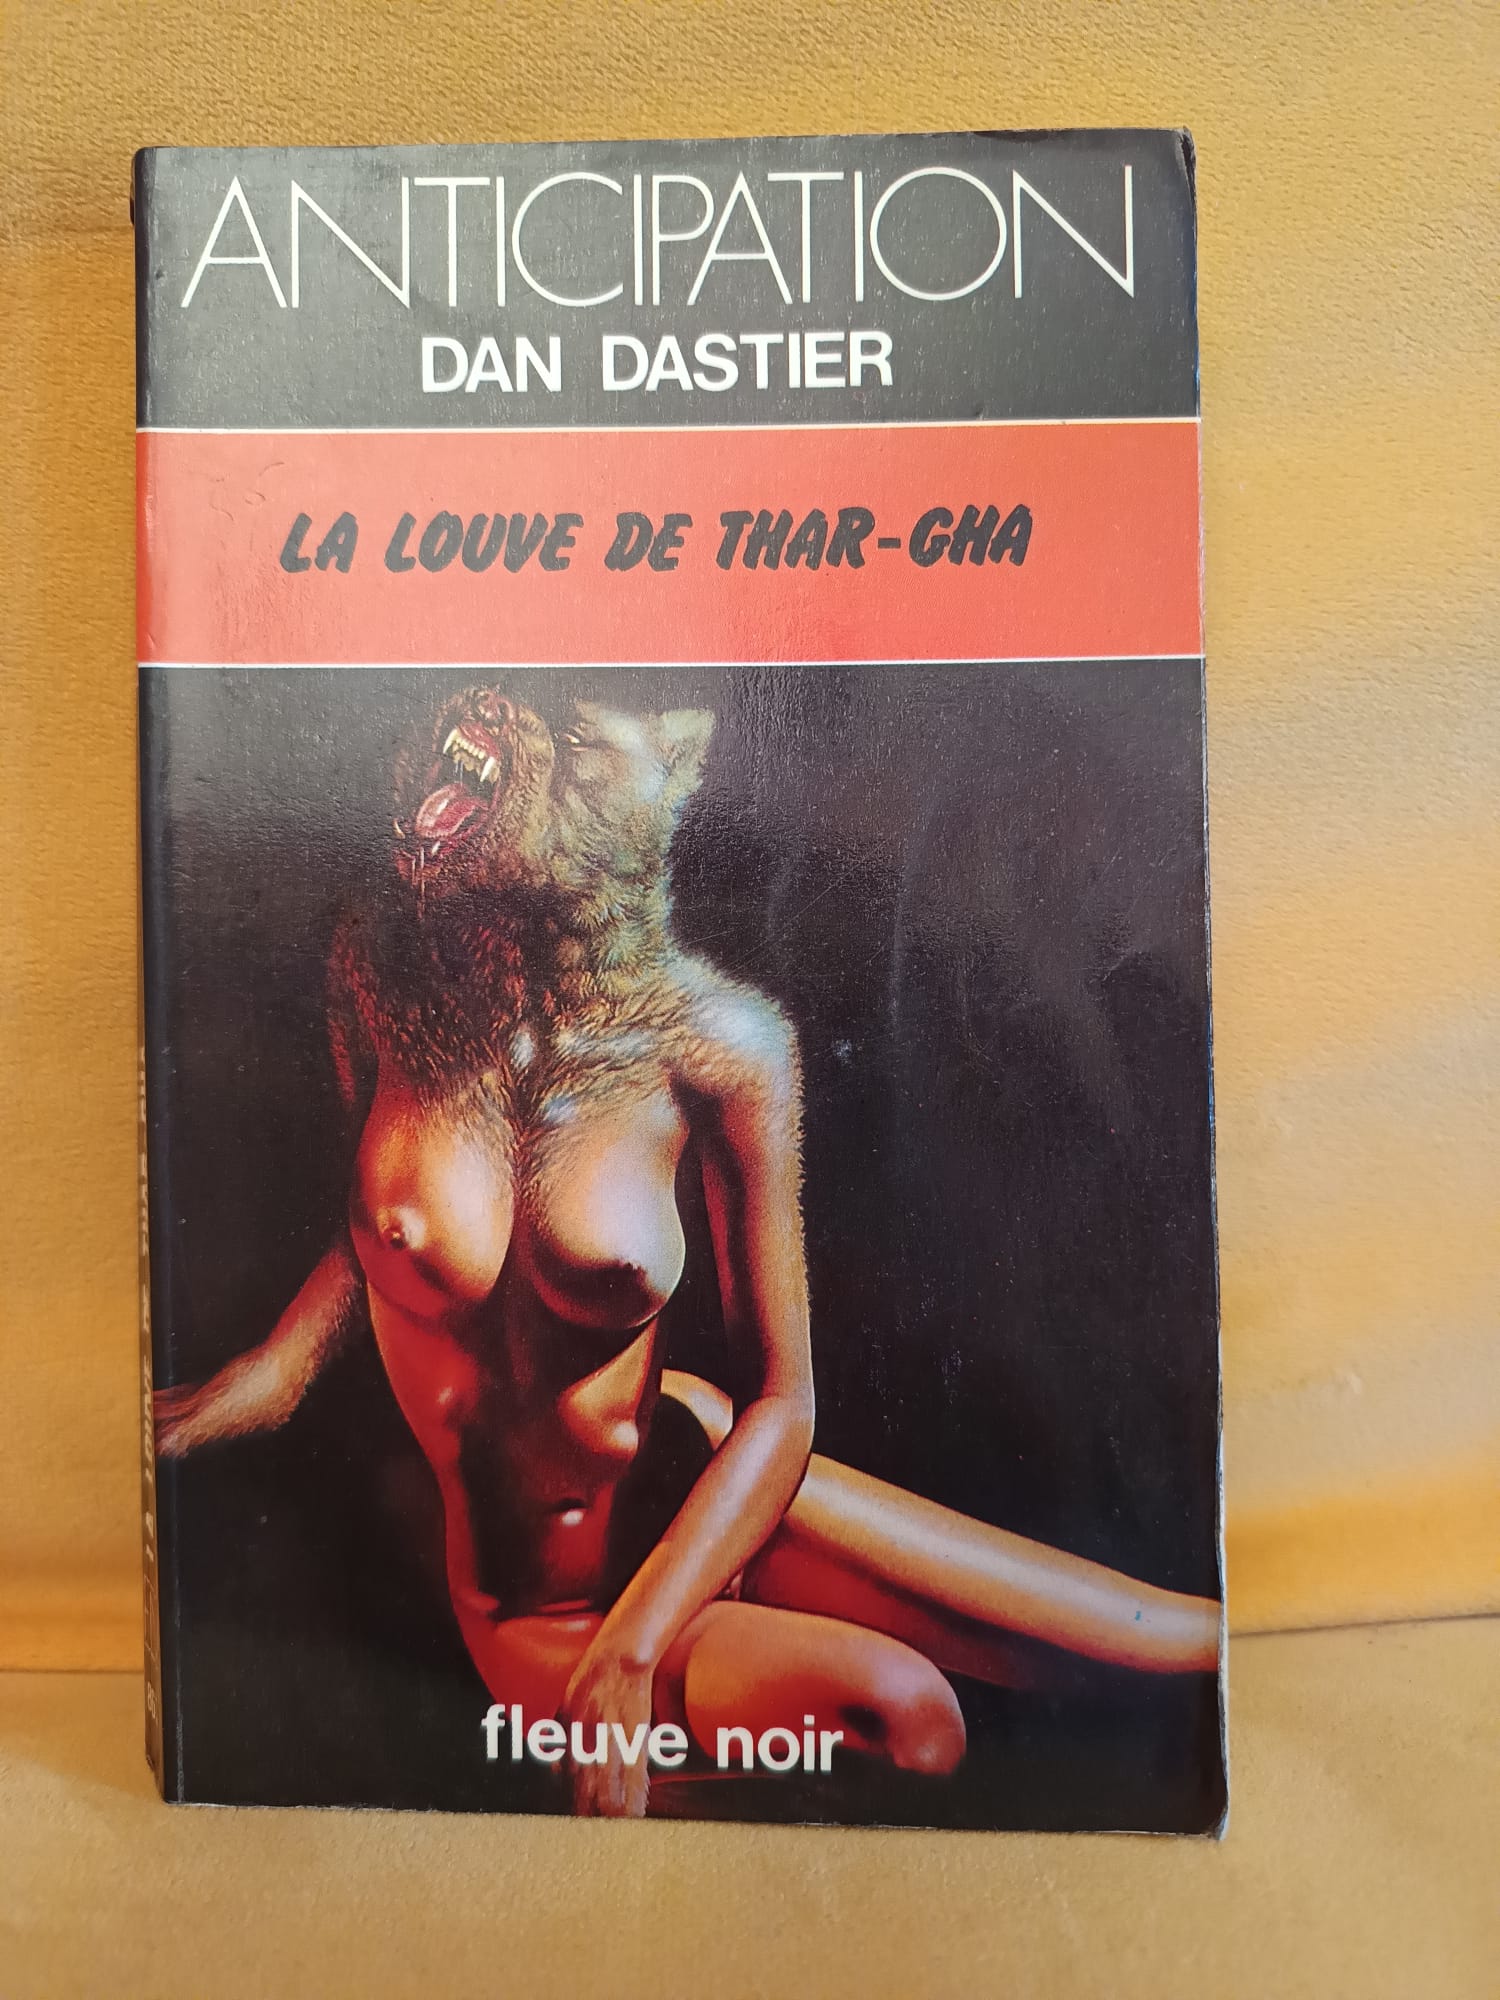 ANTICIPATION
DAN DASTIER
LA LOUVE DE THAR-GHA
fleuve noir